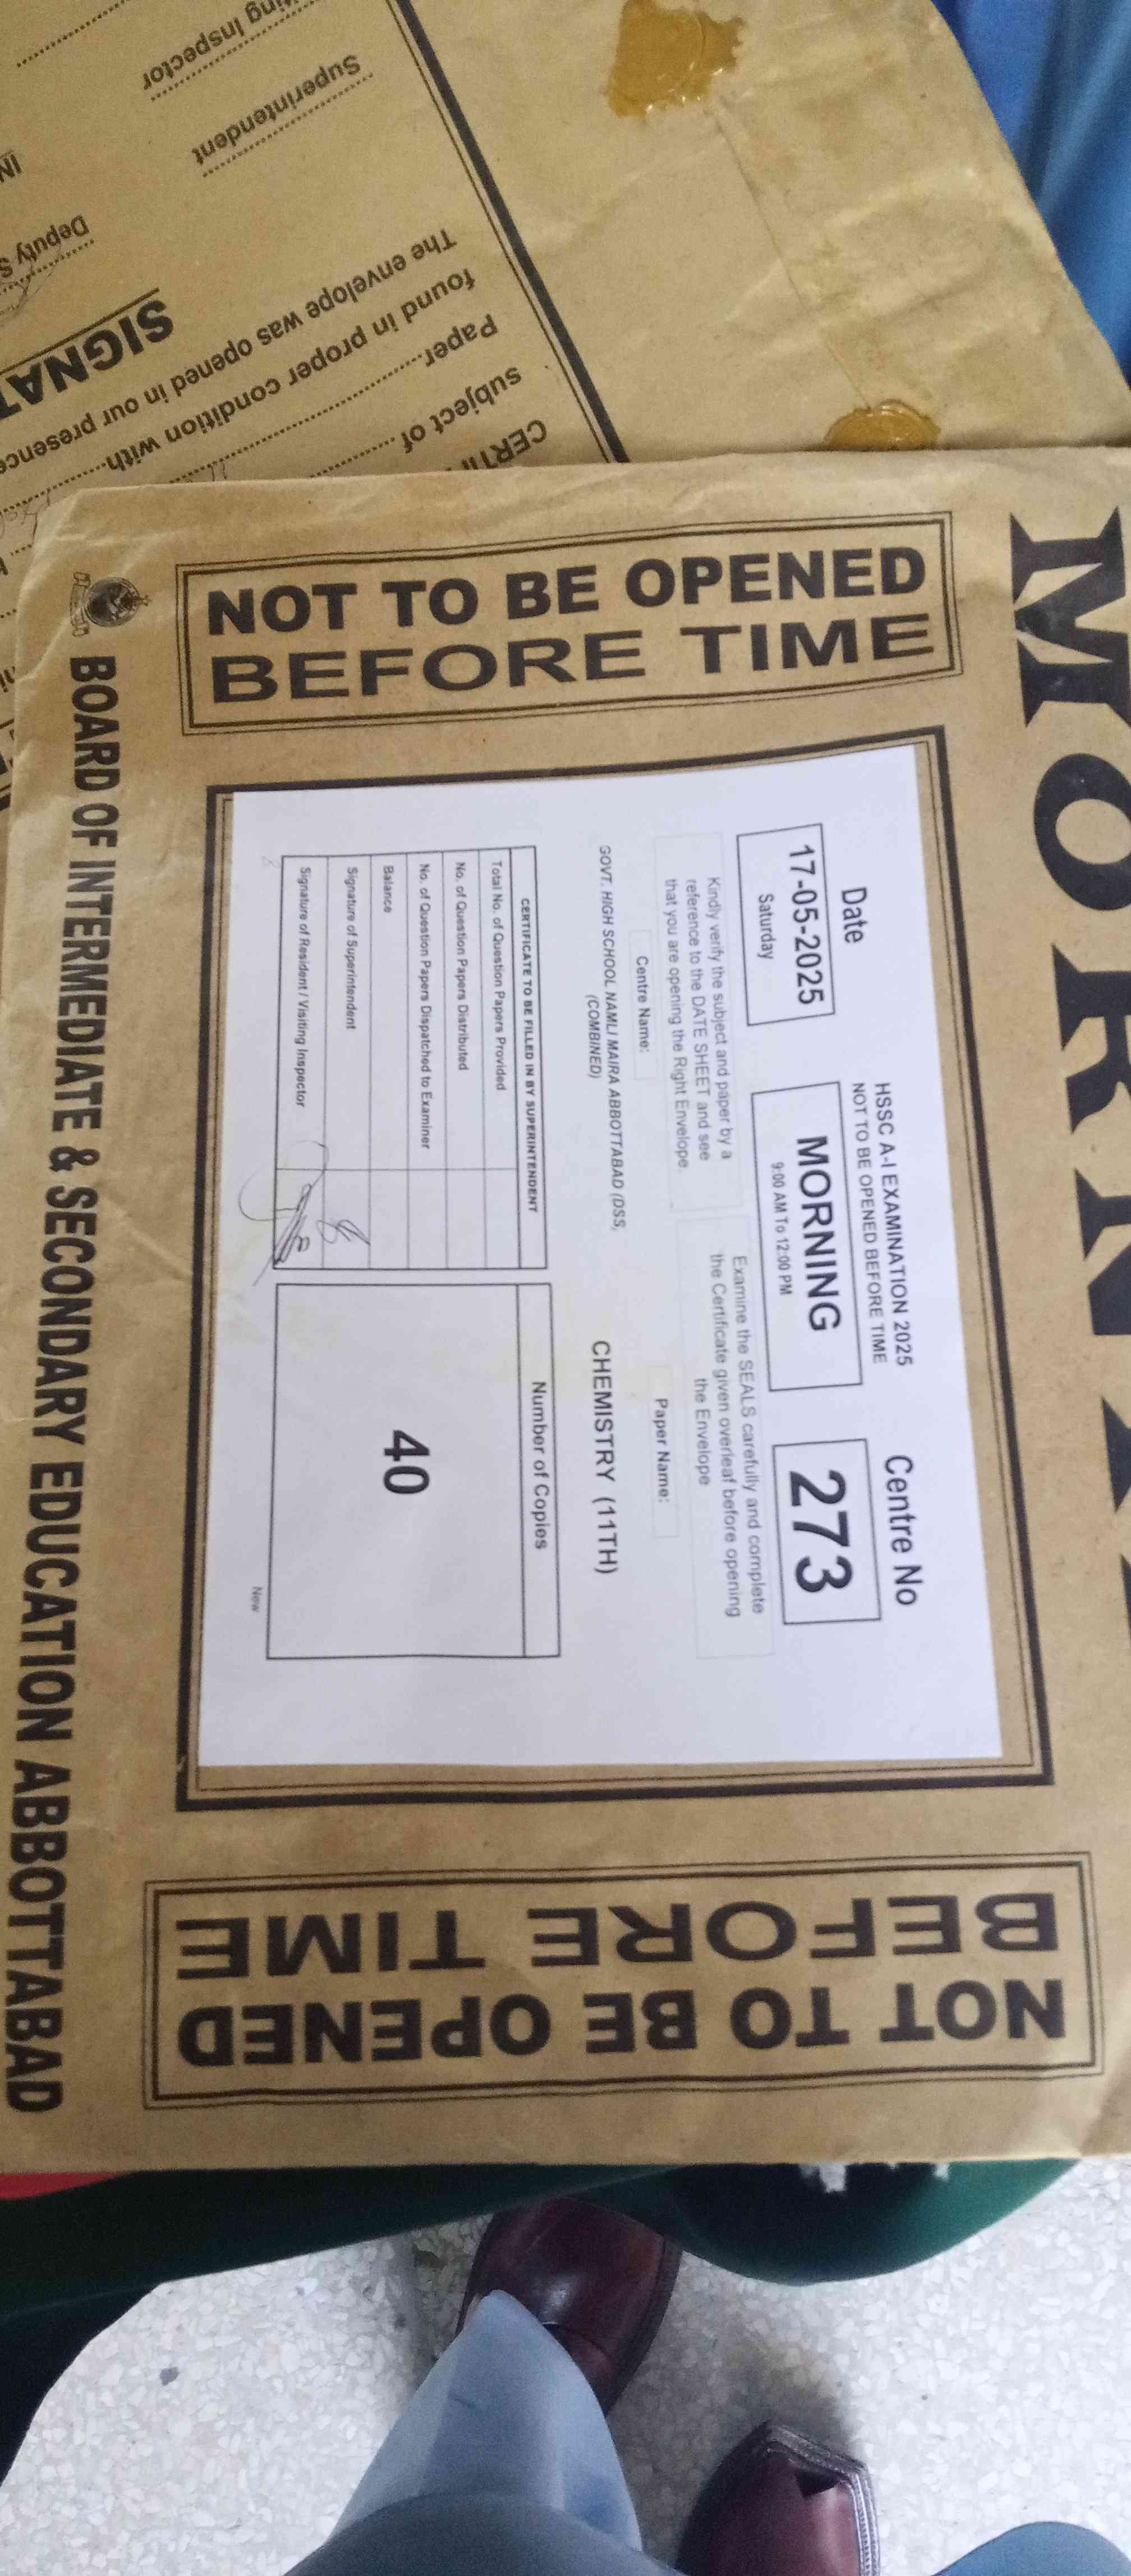 MORN
NOT TO BE OPENED
BEFORE TIME
HSSC A-I EXAMINATION 2025
NOT TO BE OPENED BEFORE TIME
Date
17-05-2025
Saturday
MORNING
9:00 AM To 12:00 PM
Centre No
273
Kindly verify the subject and paper by a
reference to the DATE SHEET and see
that you are opening the Right Envelope
Examine the SEALS carefully and complete
the Certificate given overleaf before opening
the Envelope
Centre Name:
GOVT. HIGH SCHOOL NAMLI MAIRA ABBOTTABAD (DSS,
(COMBINED)
Paper Name:
CHEMISTRY (11TH)
CERTIFICATE TO BE FILLED IN BY SUPERINTENDENT
Total No. of Question Papers Provided
No. of Question Papers Distributed
No. of Question Papers Dispatched to Examiner
Balance
Signature of Superintendent
Signature of Resident / Visiting Inspector
Number of Copies
40
New
NOT TO BE OPENED
BEFORE TIME
BOARD OF INTERMEDIATE & SECONDARY EDUCATION ABBOTTABAD
subject of
Paper
found in proper condition with
The envelope was opened in our presence
SIGNAT
Deputy S
Superintendent
Inspector